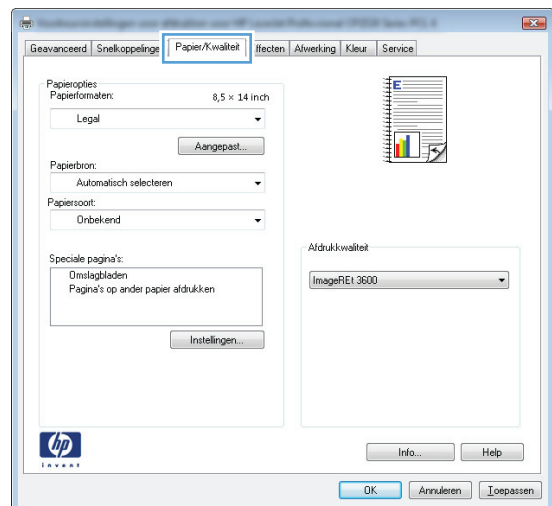 Geavanceerd Snelkoppelinge Papier/Kwaliteit ffecten Afwerking Kleur Service
Papieropties
Papierformaten: 8,5 × 14 inch
Legal
Aangepast...
Papierbron:
Automatisch selecteren
Papiersoort:
Onbekend
Speciale pagina's:
Omslagbladen
Pagina's op ander papier afdrukken
Instellingen...
E
Afdrukkwaliteit
ImageREt 3600
hp
invent
Info... Help
OK Annuleren Toepassen